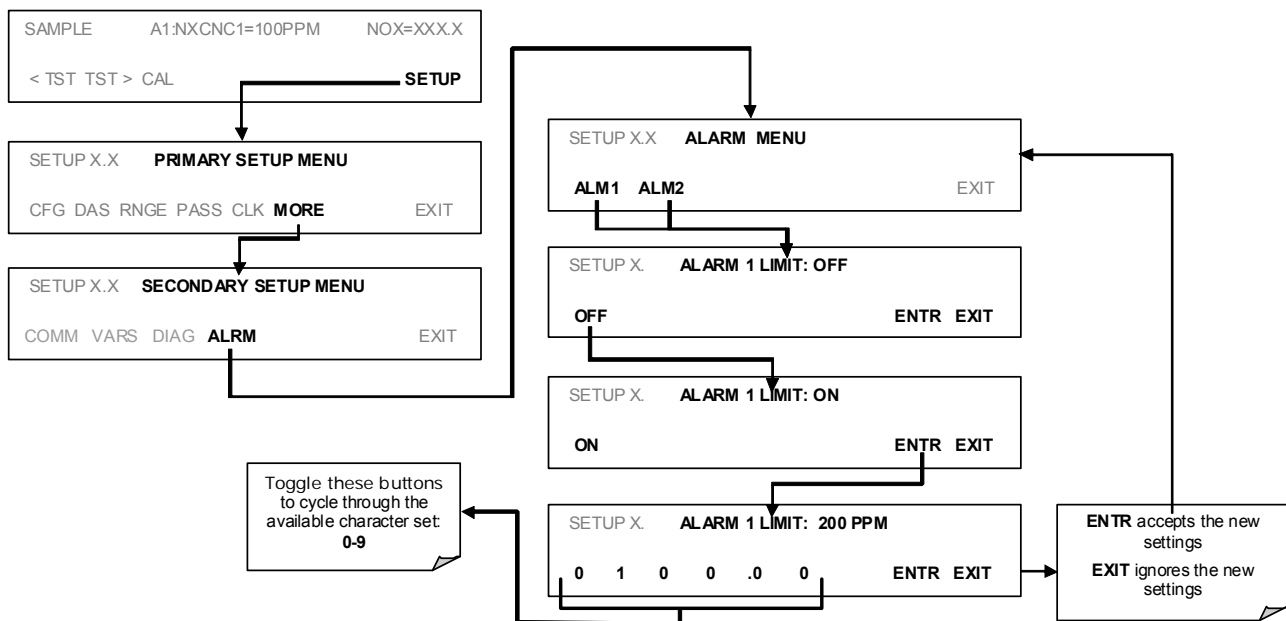 SAMPLE A1:NXCNC1=100PPM NOX=XXX.X
< TST TST > CAL SETUP
SETUP X.X PRIMARY SETUP MENU
CFG DAS RNGE PASS CLK MORE EXIT
SETUP X.X SECONDARY SETUP MENU
COMM VARS DIAG ALRM EXIT
SETUP X.X ALARM MENU
ALM1 ALM2 EXIT
SETUP X. ALARM 1 LIMIT: OFF
OFF ENTR EXIT
SETUP X. ALARM 1 LIMIT: ON
ON ENTR EXIT
SETUP X. ALARM 1 LIMIT: 200 PPM
0 1 0 0 .0 0 ENTR EXIT
Toggle these buttons
to cycle through the
available character set:
0-9
ENTR accepts the new
settings
EXIT ignores the new
settings